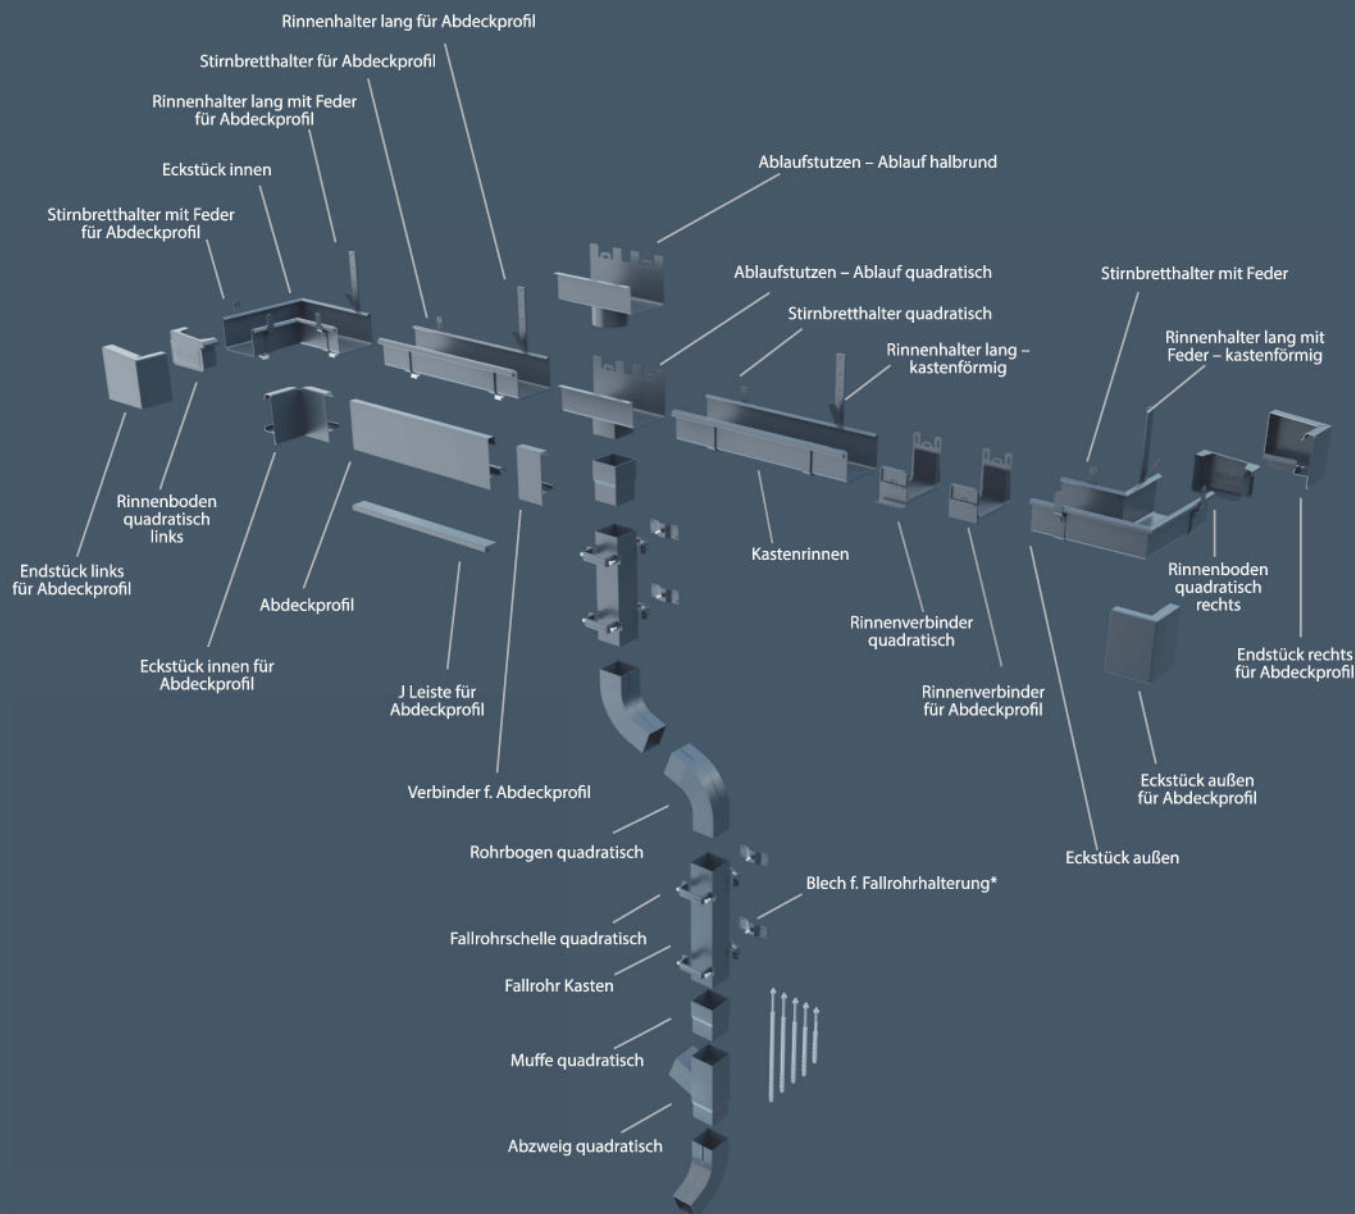 Rinnenhalter lang für Abdeckprofil
Stirnbretthalter für Abdeckprofil
Rinnenhalter lang mit Feder
für Abdeckprofil
Eckstück innen
Stirnbretthalter mit Feder
für Abdeckprofil
Ablaufstutzen – Ablauf halbrund
Ablaufstutzen – Ablauf quadratisch
Stirnbretthalter quadratisch
Rinnenhalter lang –
kastenförmig
Stirnbretthalter mit Feder
Rinnenhalter lang mit
Feder – kastenförmig
Rinnenboden
quadratisch
links
Endstück links
für Abdeckprofil
Abdeckprofil
Eckstück innen für
Abdeckprofil
J Leiste für
Abdeckprofil
Verbinder f. Abdeckprofil
Kastenrinnen
Rinnenverbinder
quadratisch
Rinnenverbinder
für Abdeckprofil
Rinnenboden
quadratisch
rechts
Endstück rechts
für Abdeckprofil
Eckstück außen
für Abdeckprofil
Eckstück außen
Rohrbogen quadratisch
Blech f. Fallrohrhalterung*
Fallrohrschelle quadratisch
Fallrohr Kasten
Muffe quadratisch
Abzweig quadratisch